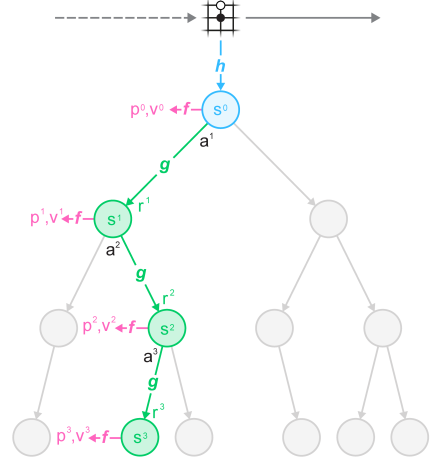 h
p⁰,v⁰ f s⁰
a¹
g
r¹
p¹,v¹ f s¹
a²
g
r²
p²,v² f s²
a³
g
r³
p³,v³ f s³